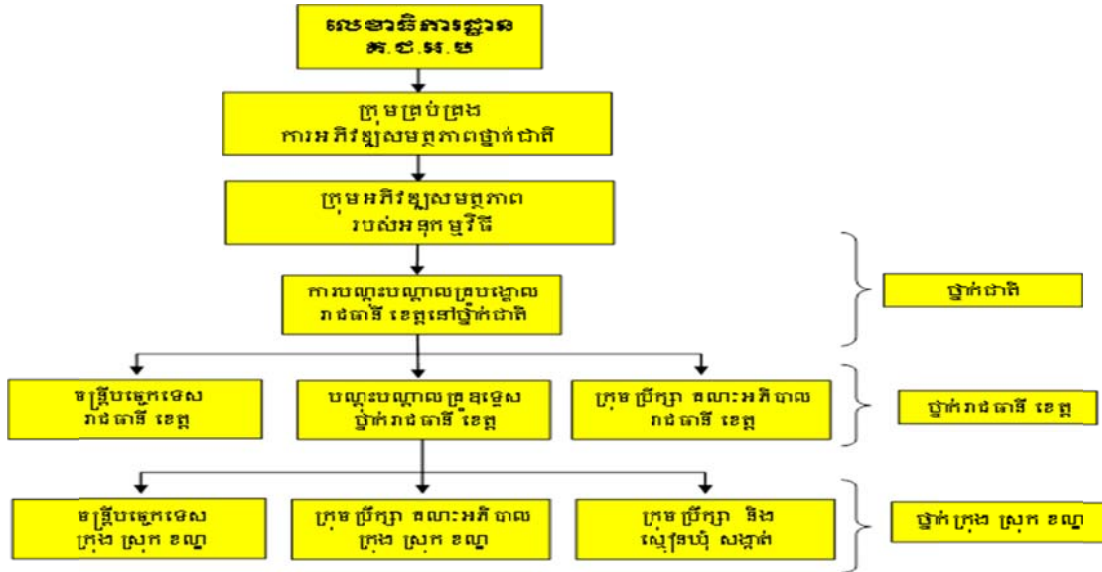 លេខាធិការដ្ឋាន
គ.ជ.អ.ប
ក្រុមគ្រប់គ្រង
ការអភិវឌ្ឍសមត្ថភាពថ្នាក់ជាតិ
ក្រុមអភិវឌ្ឍសមត្ថភាព
របស់អនុកម្មវិធី
ការបណ្តុះបណ្តាលគ្រូបង្គោល
រាជធានី ខេត្តនៅថ្នាក់ជាតិ
ថ្នាក់ជាតិ
មន្ត្រីបច្ចេកទេស
រាជធានី ខេត្ត
បណ្តុះបណ្តាលគ្រូឧទ្ទេស
ថ្នាក់រាជធានី ខេត្ត
ក្រុមប្រឹក្សា គណៈអភិបាល
រាជធានី ខេត្ត
ថ្នាក់រាជធានី ខេត្ត
មន្ត្រីបច្ចេកទេស
ក្រុង ស្រុក ខណ្ឌ
ក្រុមប្រឹក្សា គណៈអភិបាល
ក្រុង ស្រុក ខណ្ឌ
ក្រុមប្រឹក្សា និង
ស្មៀនឃុំ សង្កាត់
ថ្នាក់ក្រុង ស្រុក ខណ្ឌ